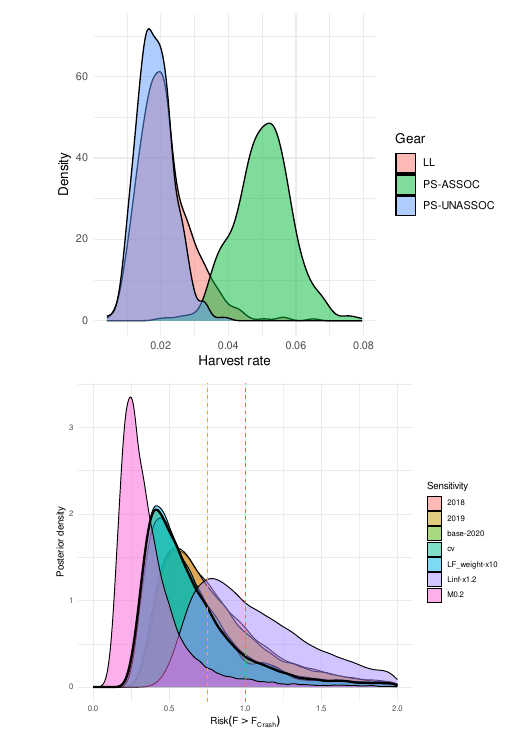 60
40
20
0
Density
0.02 0.04 0.06 0.08
Harvest rate
Gear
LL
PS-ASSOC
PS-UNASSOC
3
2
1
0
Posterior density
0.0 0.5 1.0 1.5 2.0
Risk(F > FCrash)
Sensitivity
2018
2019
base-2020
cv
LF_weight-x10
Linf-x1.2
M0.2